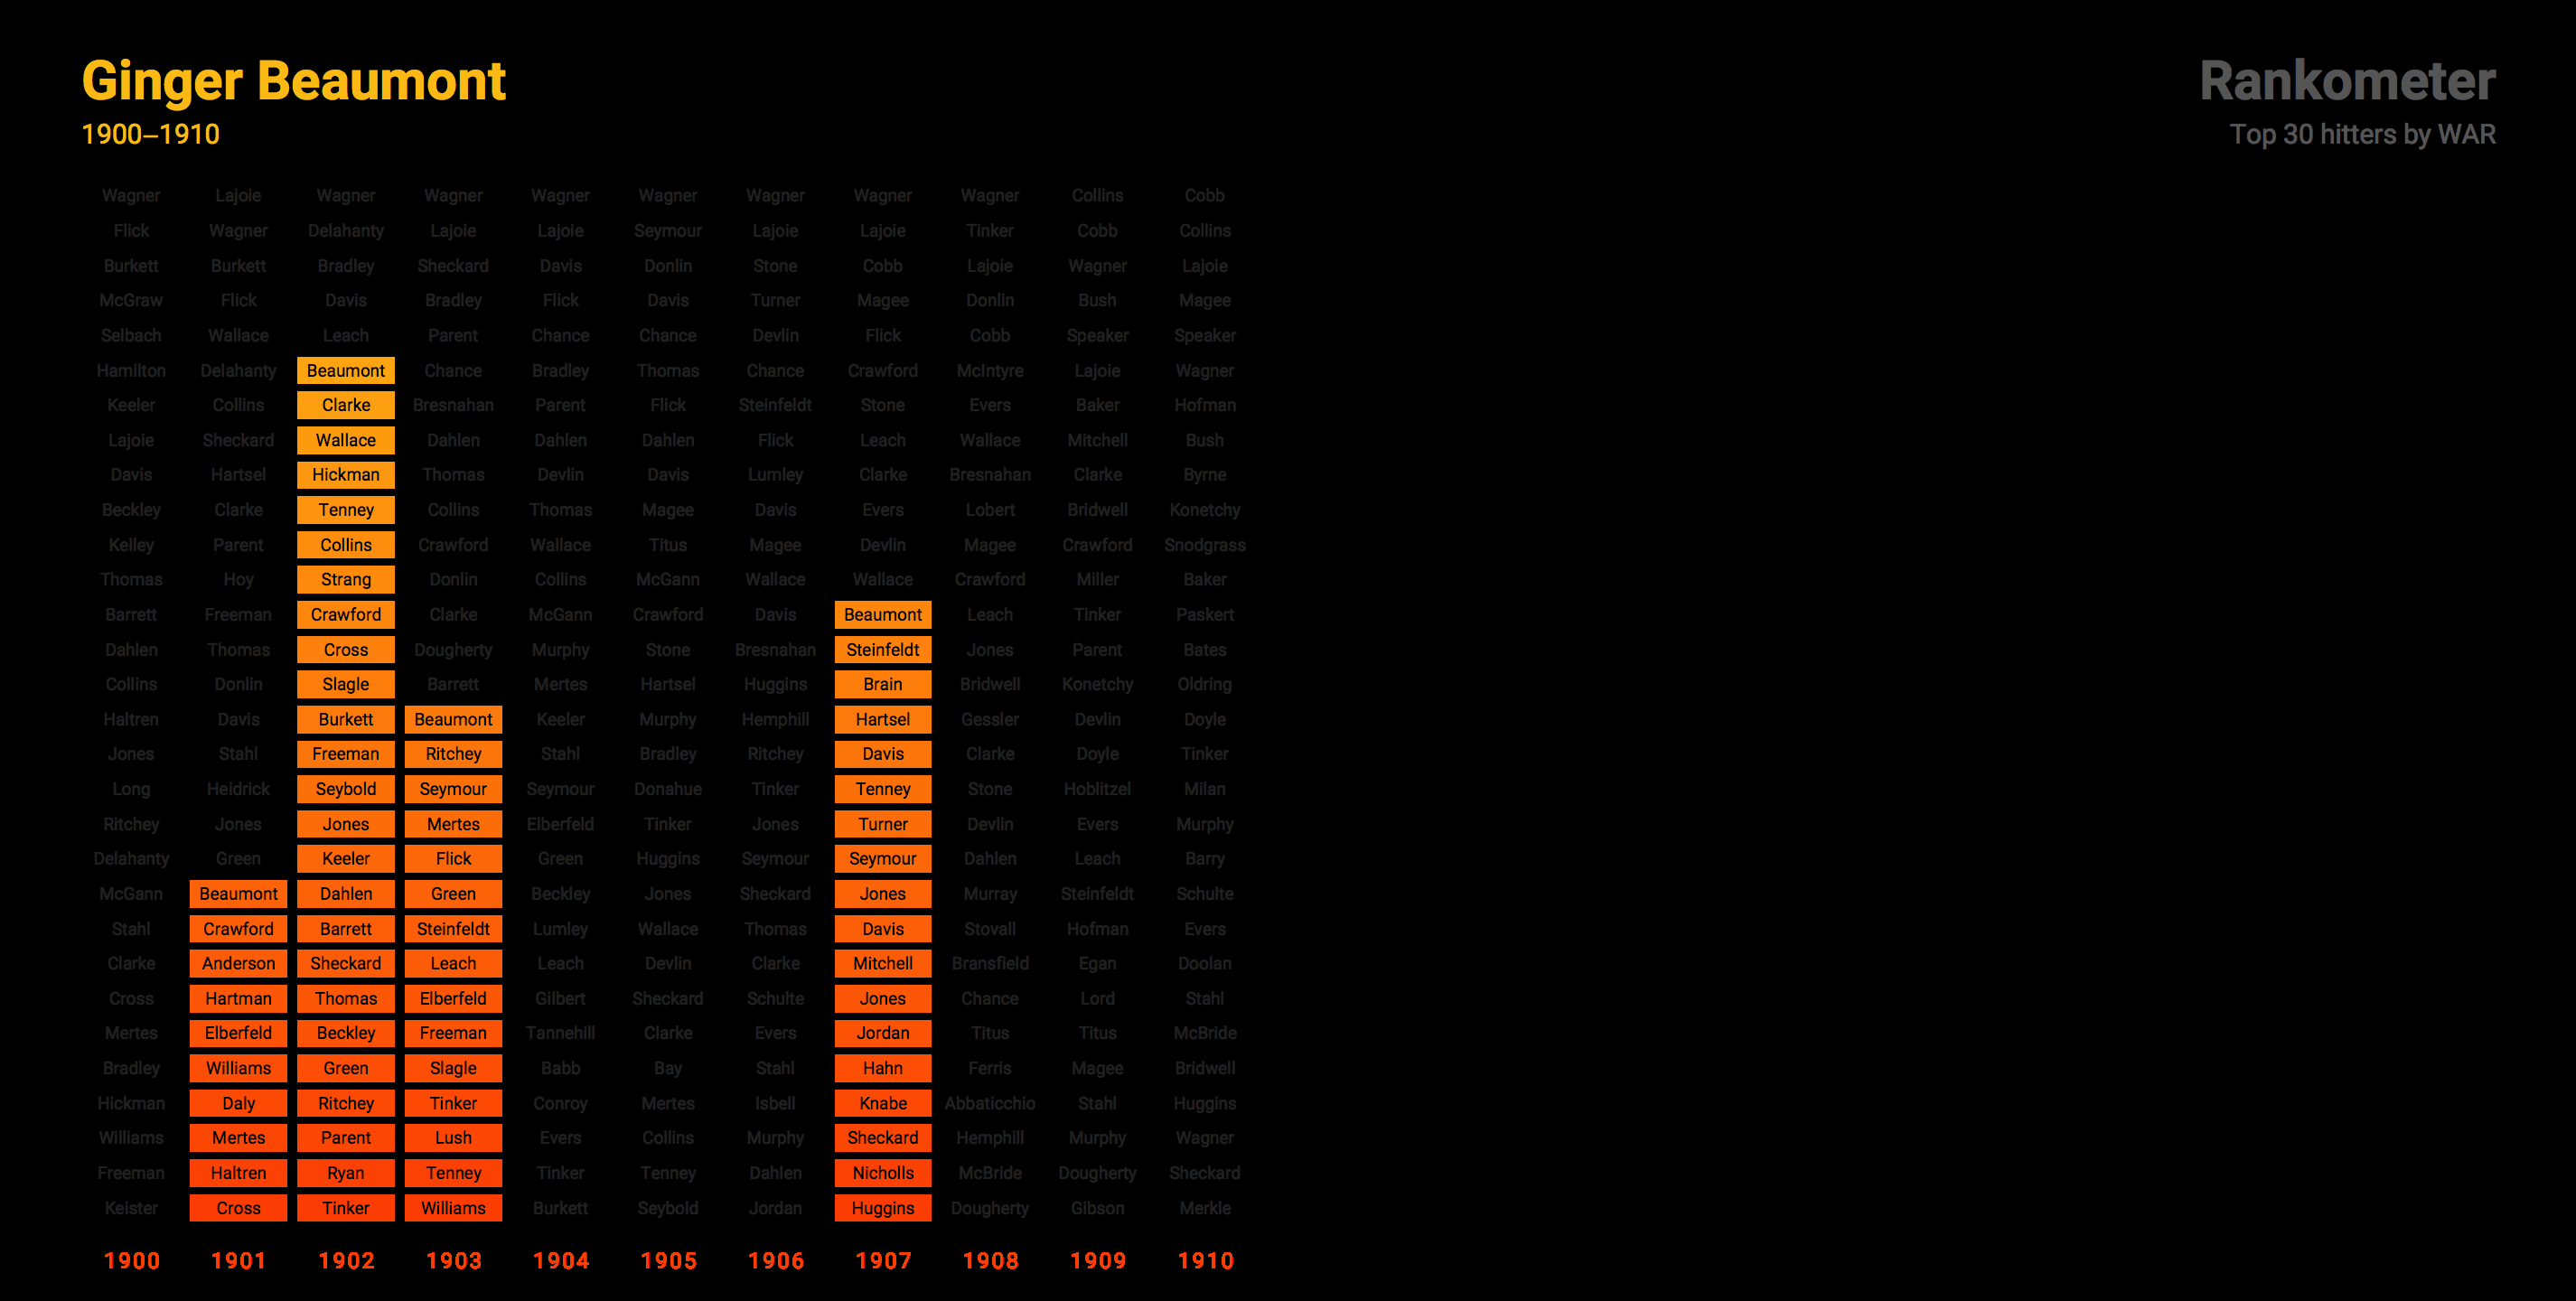 Ginger Beaumont
1900–1910
Rankometer
Top 30 hitters by WAR
Wagner Lajoie Wagner Wagner Wagner Wagner Wagner Wagner Wagner Collins Cobb
Flick Wagner Delahanty Lajoie Lajoie Seymour Lajoie Lajoie Tinker Cobb Collins
Burkett Burkett Bradley Sheckard Davis Donlin Stone Cobb Lajoie Wagner Lajoie
McGraw Flick Davis Bradley Flick Davis Turner Magee Donlin Bush Magee
Selbach Wallace Leach Parent Chance Chance Devlin Flick Cobb Speaker Speaker
Hamilton Delahanty Beaumont Chance Bradley Thomas Chance Crawford McIntyre Lajoie Wagner
Keeler Collins Clarke Bresnahan Parent Flick Steinfeldt Stone Evers Baker Hofman
Lajoie Sheckard Wallace Dahlen Dahlen Dahlen Flick Leach Wallace Mitchell Bush
Davis Hartsel Hickman Thomas Devlin Davis Lumley Clarke Bresnahan Clarke Byrne
Beckley Clarke Tenney Collins Thomas Magee Davis Evers Lobert Bridwell Konetchy
Kelley Parent Collins Crawford Wallace Titus Magee Devlin Magee Crawford Snodgrass
Thomas Hoy Strang Donlin Collins McGann Wallace Wallace Crawford Miller Baker
Barrett Freeman Crawford Clarke McGann Crawford Davis Beaumont Leach Tinker Paskert
Dahlen Thomas Cross Dougherty Murphy Stone Bresnahan Steinfeldt Jones Parent Bates
Collins Donlin Slagle Barrett Mertes Hartsel Huggins Brain Bridwell Konetchy Oldring
Haltren Davis Burkett Beaumont Keeler Murphy Hemphill Hartsel Gessler Devlin Doyle
Jones Stahl Freeman Ritchey Stahl Bradley Ritchey Davis Clarke Doyle Tinker
Long Heidrick Seybold Seymour Seymour Donahue Tinker Tenney Stone Hoblitzel Milan
Ritchey Jones Jones Mertes Elberfeld Tinker Jones Turner Devlin Evers Murphy
Delahanty Green Keeler Flick Green Huggins Seymour Seymour Dahlen Leach Barry
McGann Beaumont Dahlen Green Beckley Jones Sheckard Jones Murray Steinfeldt Schulte
Stahl Crawford Barrett Steinfeldt Lumley Wallace Thomas Davis Stovall Hofman Evers
Clarke Anderson Sheckard Leach Leach Devlin Clarke Mitchell Bransfield Egan Doolan
Cross Hartman Thomas Elberfeld Gilbert Sheckard Schulte Jones Chance Lord Stahl
Mertes Elberfeld Beckley Freeman Tannehill Clarke Evers Jordan Titus Titus McBride
Bradley Williams Green Slagle Babb Bay Stahl Hahn Ferris Magee Bridwell
Hickman Daly Ritchey Tinker Conroy Mertes Isbell Knabe Abbaticchio Stahl Huggins
Williams Mertes Parent Lush Evers Collins Murphy Sheckard Hemphill Murphy Wagner
Freeman Haltren Ryan Tenney Tinker Tenney Dahlen Nicholls McBride Dougherty Sheckard
Keister Cross Tinker Williams Burkett Seybold Jordan Huggins Dougherty Gibson Merkle
1900 1901 1902 1903 1904 1905 1906 1907 1908 1909 1910